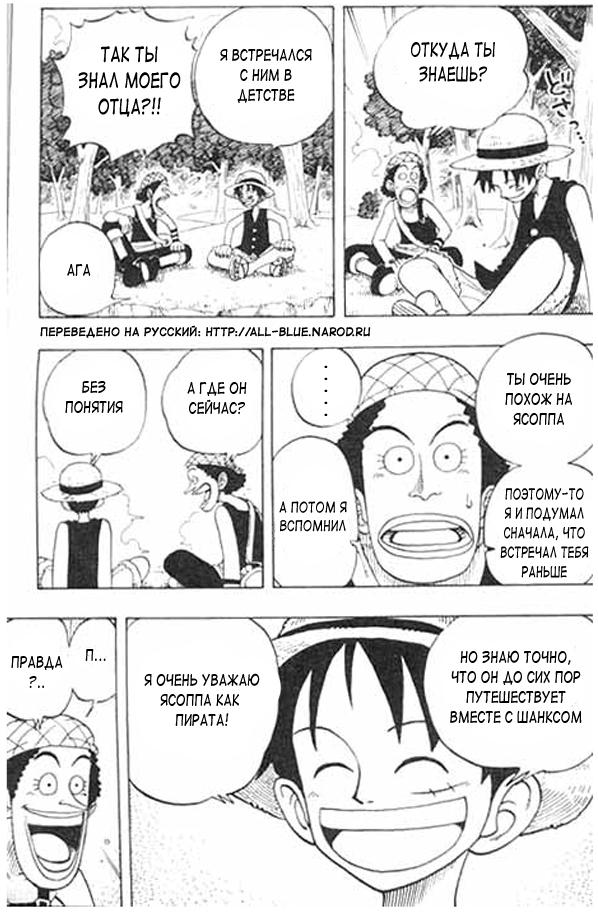 ОТКУДА ТЫ
ЗНАЕШЬ?
Я ВСТРЕЧАЛСЯ
С НИМ В
ДЕТСТВЕ
ТАК ТЫ
ЗНАЛ МОЕГО
ОТЦА?!!
АГА
ПЕРЕВЕДЕНО НА РУССКИЙ: HTTP://ALL-BLUE.NAROD.RU
ТЫ ОЧЕНЬ
ПОХОЖ НА
ЯСОППА
ПОЭТОМУ-ТО
Я И ПОДУМАЛ
СНАЧАЛА, ЧТО
ВСТРЕЧАЛ ТЕБЯ
РАНЬШЕ
А ПОТОМ Я
ВСПОМНИЛ
А ГДЕ ОН
СЕЙЧАС?
БЕЗ
ПОНЯТИЯ
НО ЗНАЮ ТОЧНО,
ЧТО ОН ДО СИХ ПОР
ПУТЕШЕСТВУЕТ
ВМЕСТЕ С ШАНКСОМ
Я ОЧЕНЬ УВАЖАЮ
ЯСОППА КАК
ПИРАТА!
П...
ПРАВДА
?..